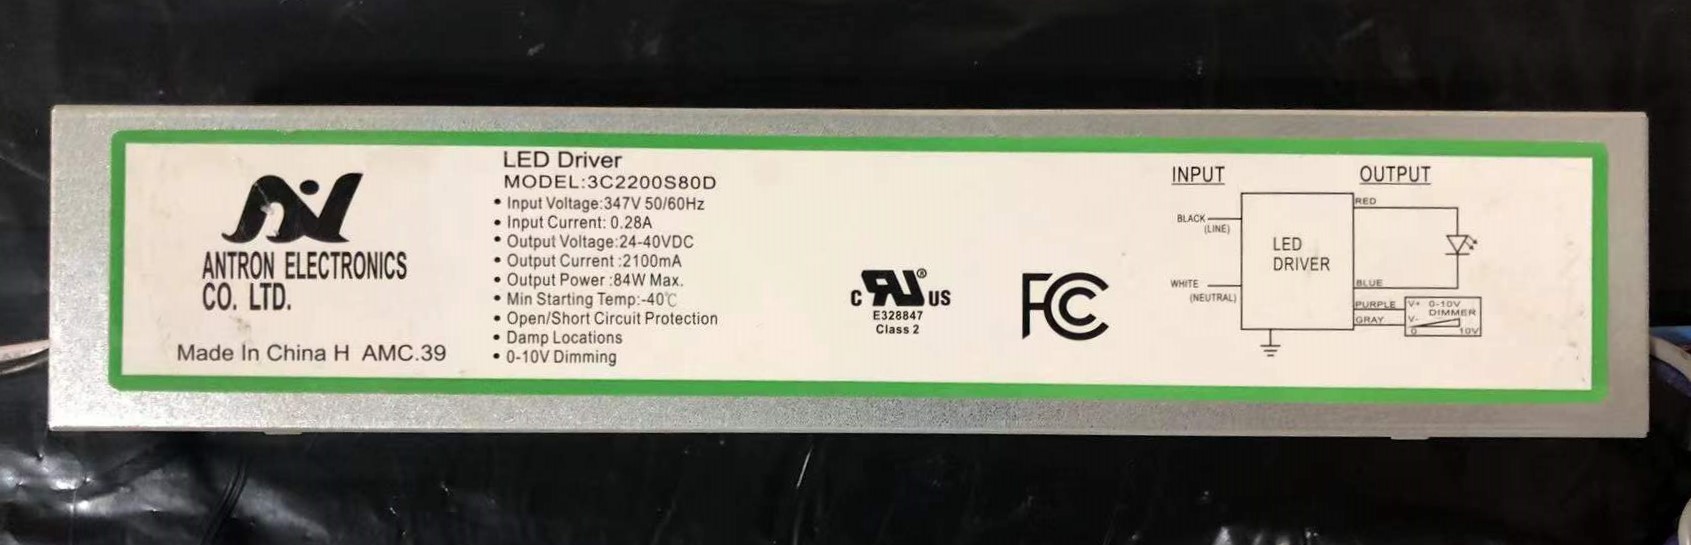 ANTRON ELECTRONICS
CO. LTD.
Made In China H AMC.39
LED Driver
MODEL:3C2200S80D
• Input Voltage:347V 50/60Hz
• Input Current: 0.28A
• Output Voltage:24-40VDC
• Output Current :2100mA
• Output Power :84W Max.
• Min Starting Temp:-40℃
• Open/Short Circuit Protection
• Damp Locations
• 0-10V Dimming
C RU® US
E328847
Class 2
FC
INPUT
OUTPUT
BLACK
(LINE)
WHITE
(NEUTRAL)
LED
DRIVER
RED
BLUE
PURPLE
GRAY
V+ 0-10V
DIMMER
V-
0 10V